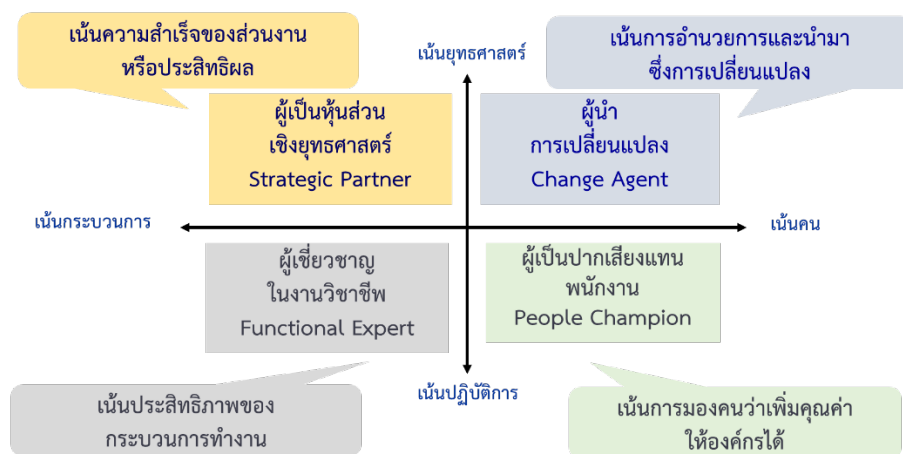 เน้นความสำเร็จของส่วนงาน
หรือประสิทธิผล
เน้นยุทธศาสตร์
เน้นการอำนวยการและนำมา
ซึ่งการเปลี่ยนแปลง
ผู้เป็นหุ้นส่วน
เชิงยุทธศาสตร์
Strategic Partner
ผู้นำ
การเปลี่ยนแปลง
Change Agent
เน้นกระบวนการ
เน้นคน
ผู้เชี่ยวชาญ
ในงานวิชาชีพ
Functional Expert
ผู้เป็นปากเสียงแทน
พนักงาน
People Champion
เน้นปฏิบัติการ
เน้นประสิทธิภาพของ
กระบวนการทำงาน
เน้นการมองคนว่าเพิ่มคุณค่า
ให้องค์กรได้